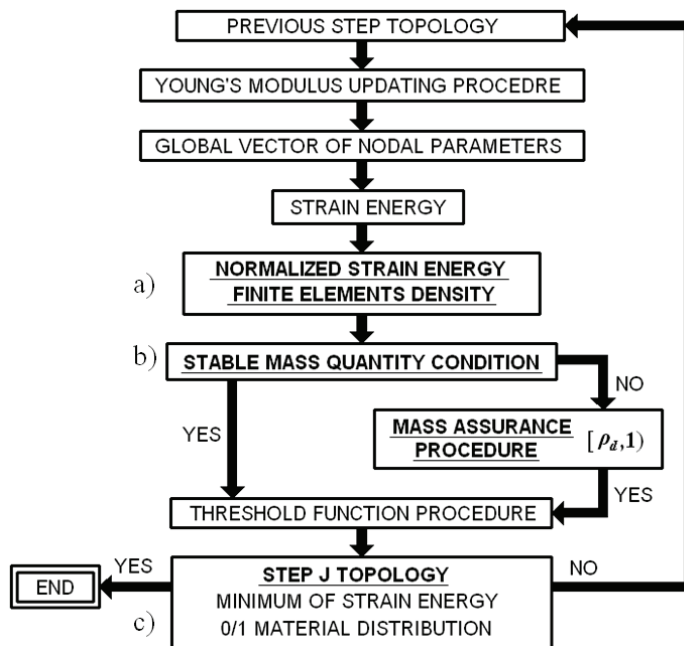 PREVIOUS STEP TOPOLOGY
YOUNG'S MODULUS UPDATING PROCEDRE
GLOBAL VECTOR OF NODAL PARAMETERS
STRAIN ENERGY
a)
NORMALIZED STRAIN ENERGY
FINITE ELEMENTS DENSITY
b)
STABLE MASS QUANTITY CONDITION
NO
YES
MASS ASSURANCE
PROCEDURE [ρd,1)
YES
THRESHOLD FUNCTION PROCEDURE
YES
STEP J TOPOLOGY
NO
END
MINIMUM OF STRAIN ENERGY
c)
0/1 MATERIAL DISTRIBUTION